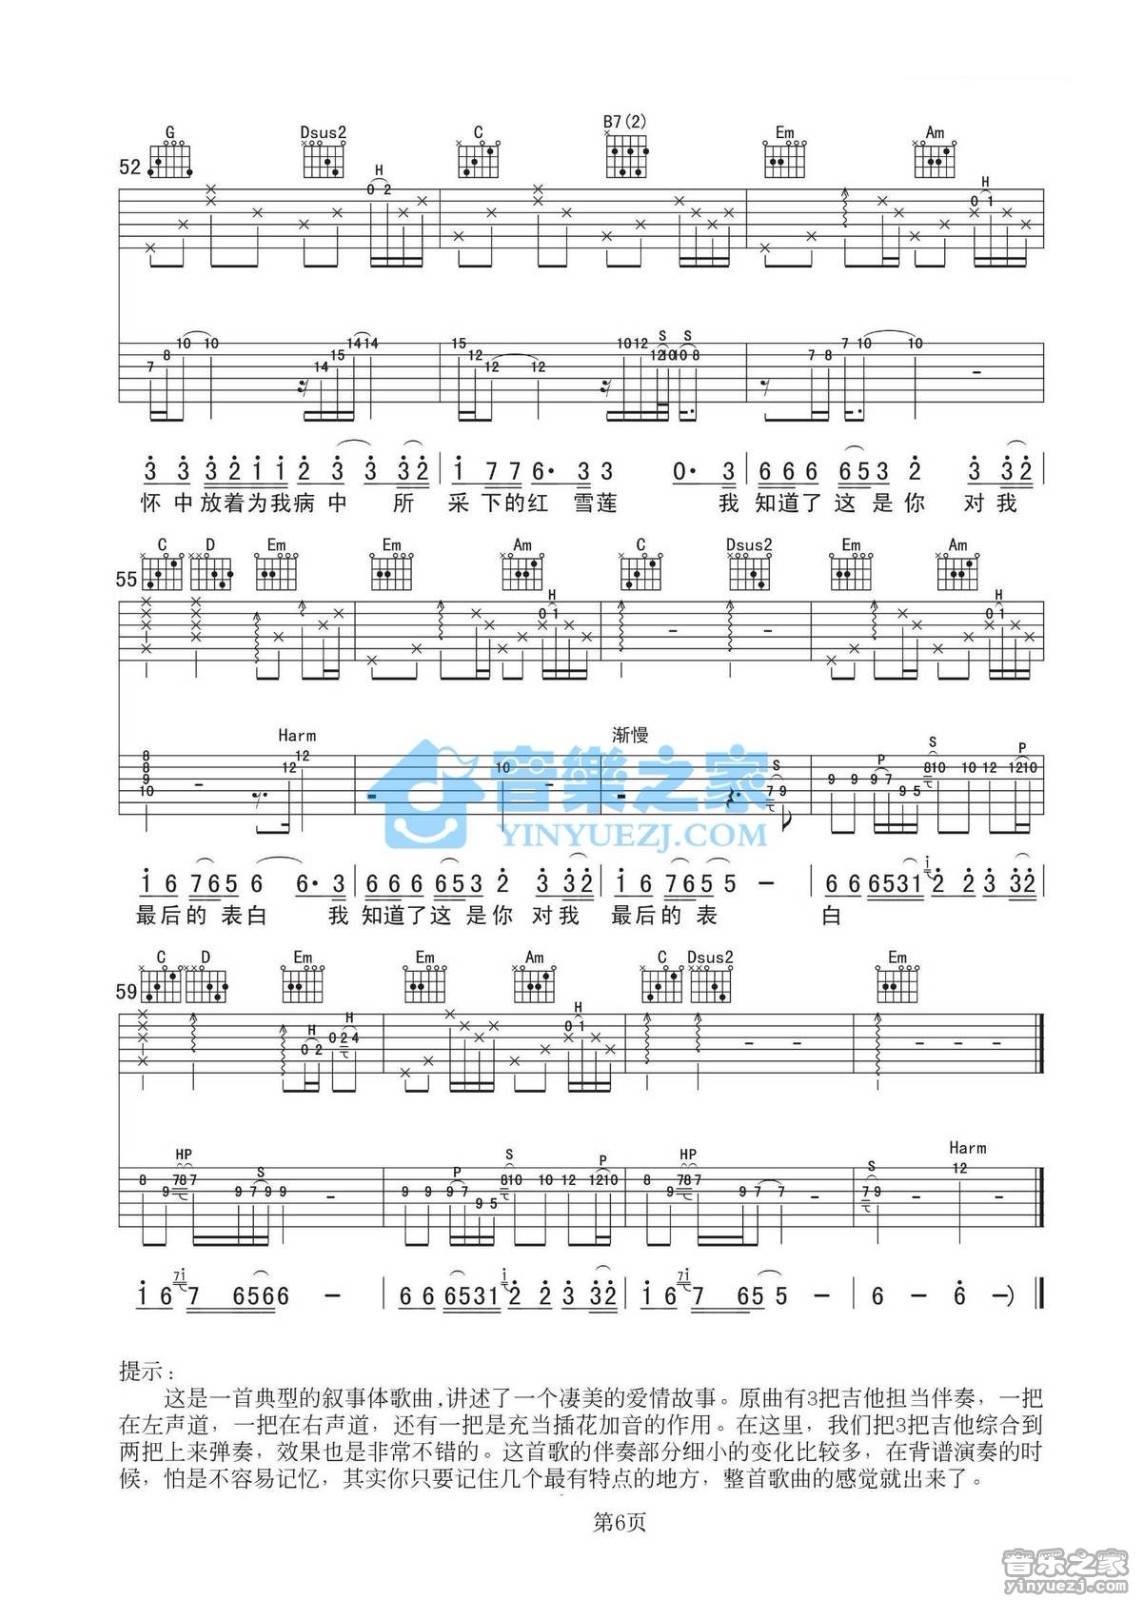 G Dsus2 C B7(2) Em Am
52
H H
0 2 0 1
S S
7 8 10 10 14 15 14 14 15 12 12 12 10 12 12 10 10 8 7 8 7 10 10
3 3 3 2 1 1 2 3 3 3 2 1 7 7 6· 3 3 0· 3 6 6 6 6 5 3 2 3 3 2
怀中放着为我病中 所 采下的红 雪莲 我 知道了 这是你 对我
C D Em Em Am C Dsus2 Em Am
55
H H
0 1 0 1
Harm 渐慢
8 8 9 10 12 12 10 S 7 9 9 9 P 9 7 9 5 S 8 10 10 12 P 12 10
1 6 7 6 5 6 6· 3 6 6 6 6 5 3 2 3 3 2 1 6 7 6 5 5 - 6 6 6 5 3 1 i 2 2 3 3 2
最后的 表白 我 知道了这是你 对我 最后的 表 白
C D Em Em Am C Dsus2 Em
59
H H H
0 2 0 2 4 0 1
HP S P S P HP S Harm
8 9 7 8 7 9 7 9 9 9 9 9 7 9 5 8 10 10 12 12 10 8 9 7 8 7 9 7 7 7 9 12
1 6 7i 7 6 5 6 6 - 6 6 6 5 3 1 i 2 2 3 3 2 1 6 7i 7 6 5 5 - 6 - 6 -)
提示:
这是一首典型的叙事体歌曲,讲述了一个凄美的爱情故事。原曲有3把吉他担当伴奏,一把
在左声道,一把在右声道,还有一把是充当插花加音的作用。在这里,我们把3把吉他综合到
两把上来弹奏,效果也是非常不错的。这首歌的伴奏部分细小的变化比较多,在背谱演奏的时
候,怕是不容易记忆,其实你只要记住几个最有特点的地方,整首歌曲的感觉就出来了。
第6页
音樂之家
YINYUEZJ.COM
音乐之家
yinyuezj.com